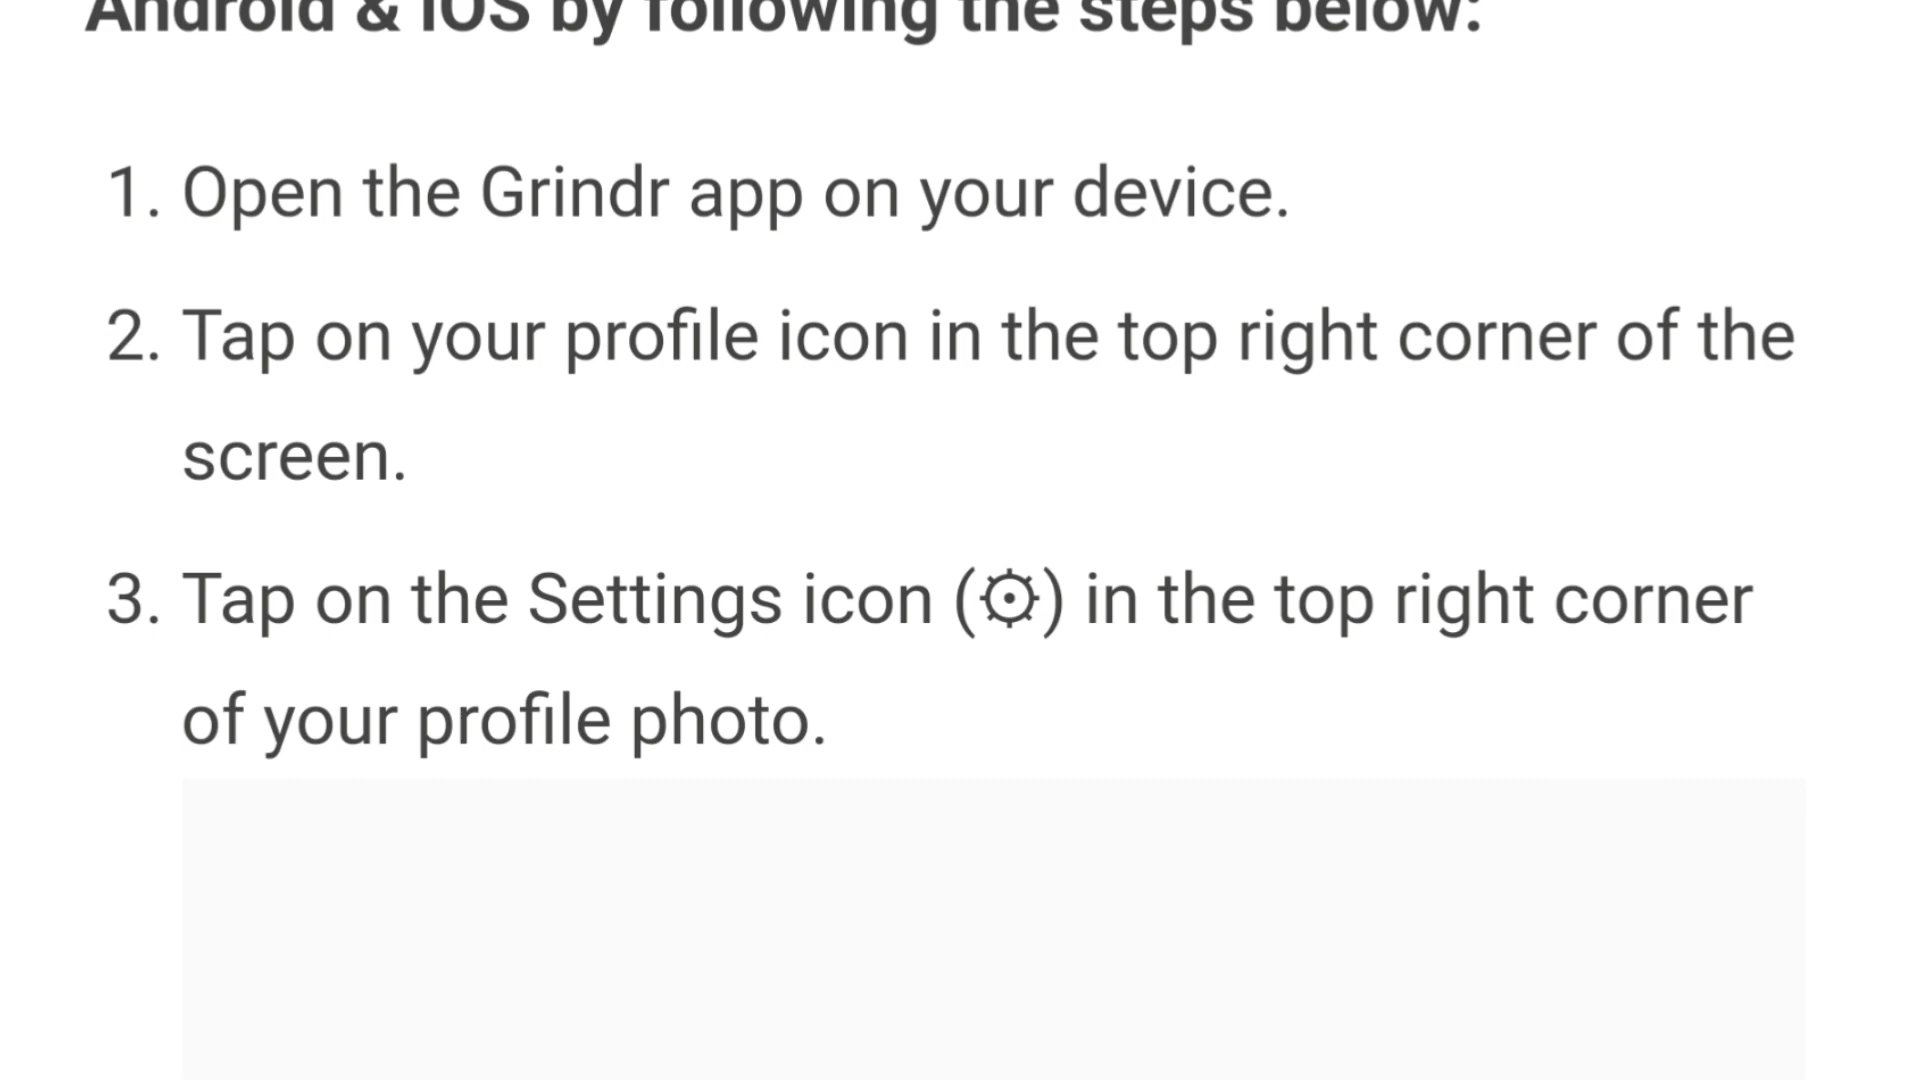 Android & iOS by following the steps below:
1. Open the Grindr app on your device.
2. Tap on your profile icon in the top right corner of the
screen.
3. Tap on the Settings icon (⚙) in the top right corner
of your profile photo.